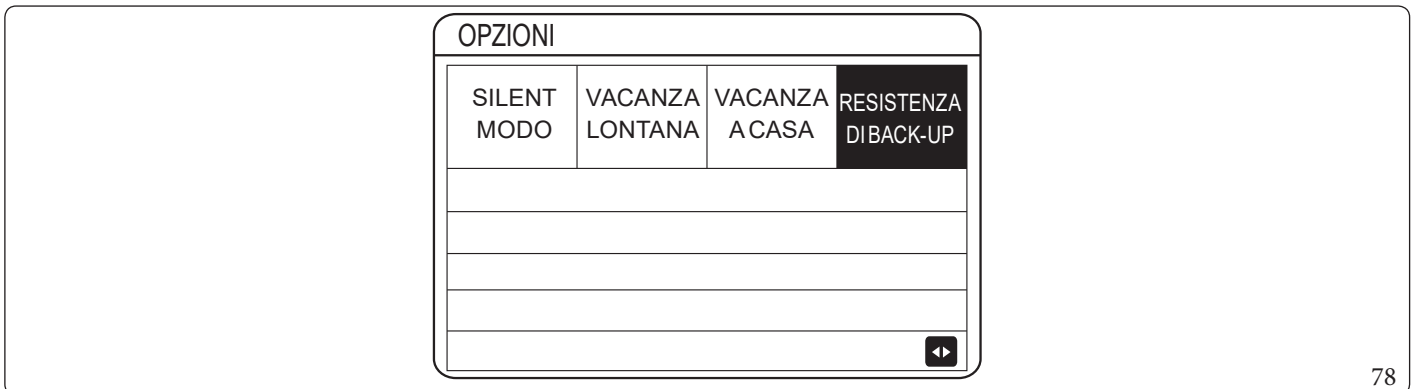 OPZIONI
SILENT MODO
VACANZA LONTANA
VACANZA A CASA
RESISTENZA DI BACK-UP
78